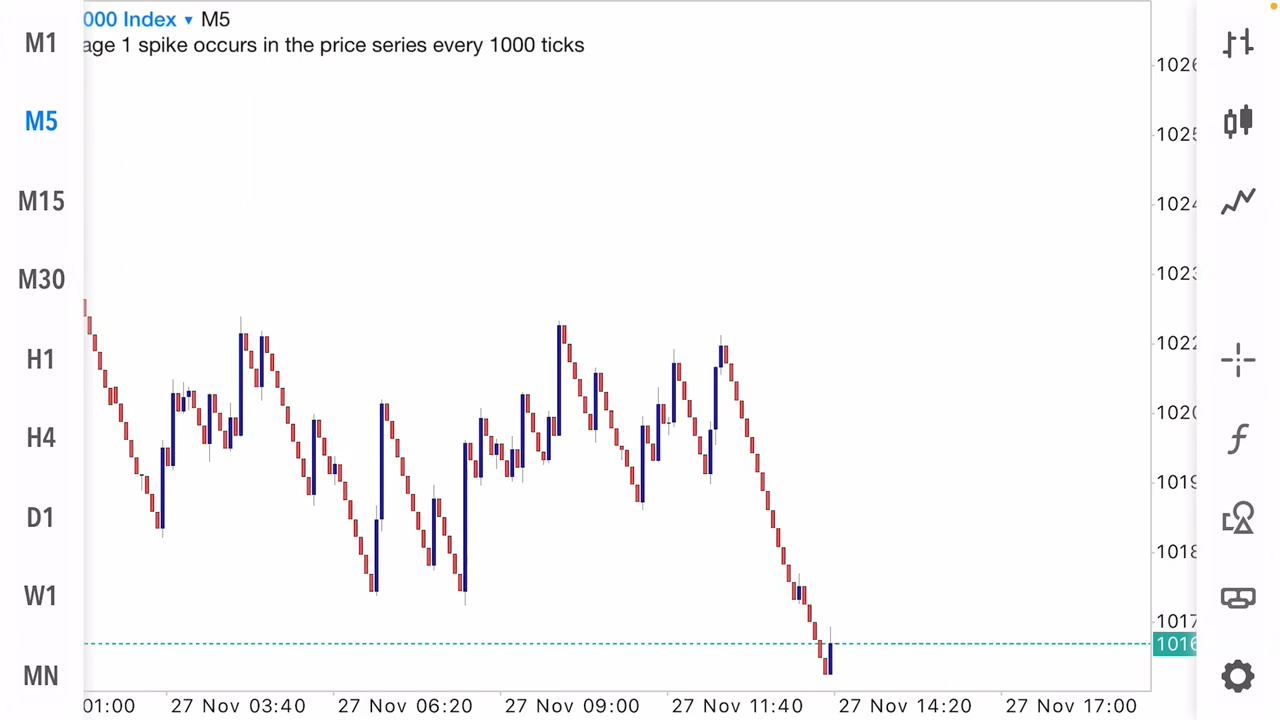 000 Index ▾ M5
age 1 spike occurs in the price series every 1000 ticks
M1
M5
M15
M30
H1
H4
D1
W1
MN
1026
1025
1024
1023
1022
1020
1019
1018
1017
1016
01:00
27 Nov 03:40
27 Nov 06:20
27 Nov 09:00
27 Nov 11:40
27 Nov 14:20
27 Nov 17:00